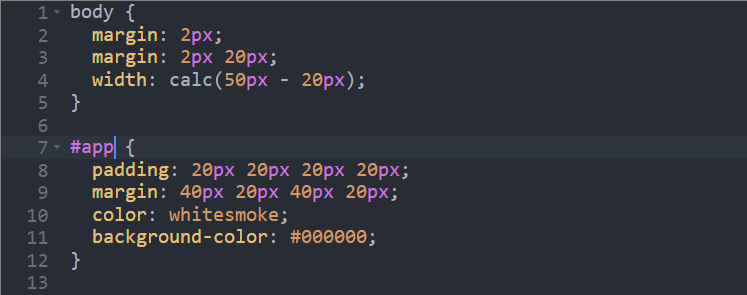 1 body {
2 margin: 2px;
3 margin: 2px 20px;
4 width: calc(50px - 20px);
5 }
6
7 #app {
8 padding: 20px 20px 20px 20px;
9 margin: 40px 20px 40px 20px;
10 color: whitesmoke;
11 background-color: #000000;
12 }
13